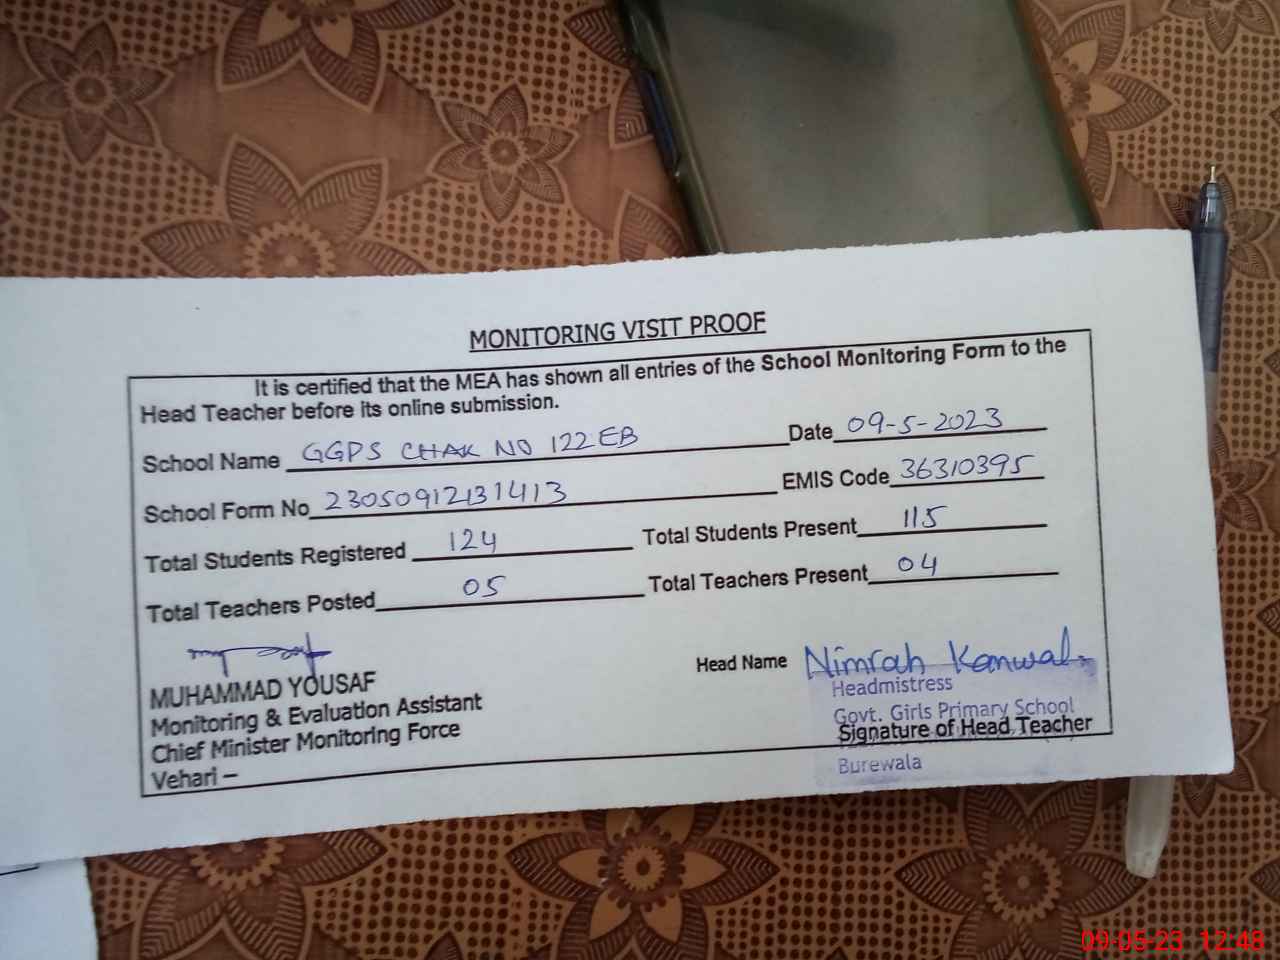 MONITORING VISIT PROOF
It is certified that the MEA has shown all entries of the School Monitoring Form to the
Head Teacher before its online submission.
School Name GGPS CHAK NO 122 EB Date 09-5-2023
School Form No 23050912131413 EMIS Code 36310395
Total Students Registered 124 Total Students Present 115
Total Teachers Posted 05 Total Teachers Present 04
MUHAMMAD YOUSAF
Monitoring & Evaluation Assistant
Chief Minister Monitoring Force
Vehari –
Head Name Nimrah Kanwal
Headmistress
Govt. Girls Primary School
Signature of Head Teacher
Burewala
09-05-23 12:48